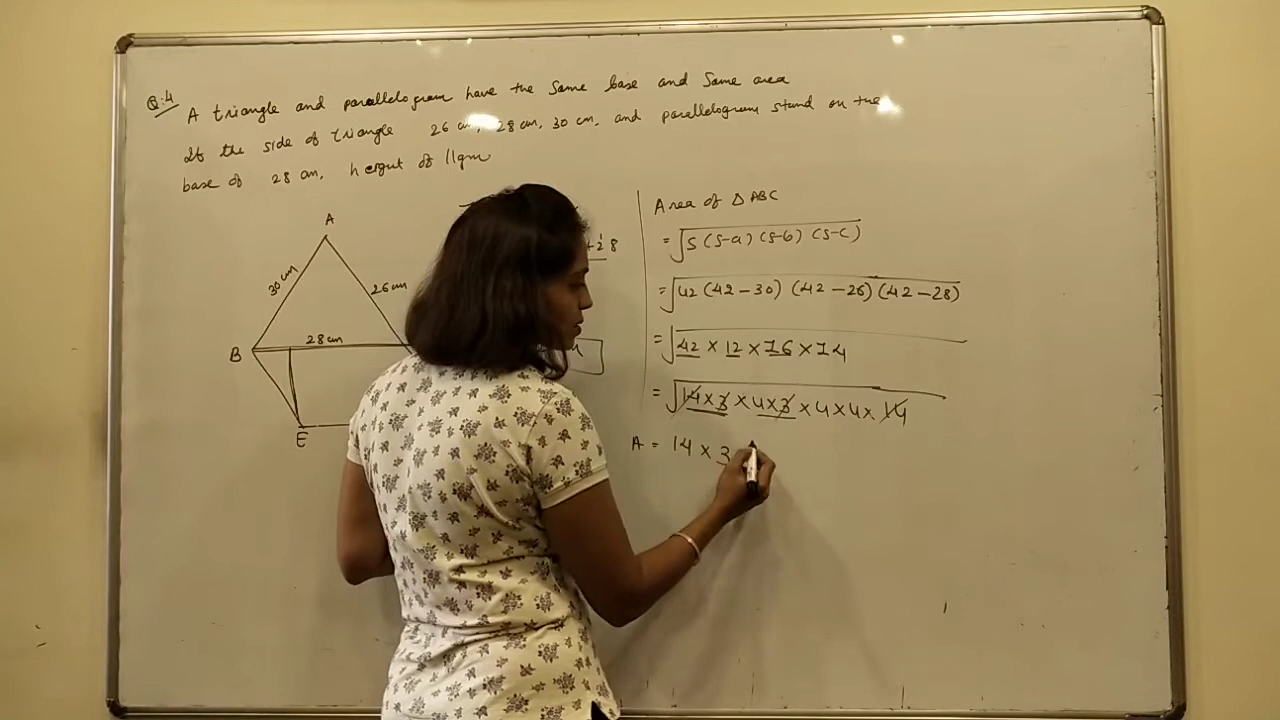 Q:4 A triangle and parallelogram have the same base and same area
If the side of triangle 26 cm, 28 cm, 30 cm, and parallelogram stand on the
base of 28 cm,
A
30 cm
26 cm
B
28 cm
E
+28
Area of Δ ABC
= √S (S-a) (S-b) (S-c)
= √42 (42 - 30) (42 - 26) (42 - 28)
= √42 × 12 × 16 × 14
= √14×3 × 4×3 × 4×4× 14
A = 14 × 3